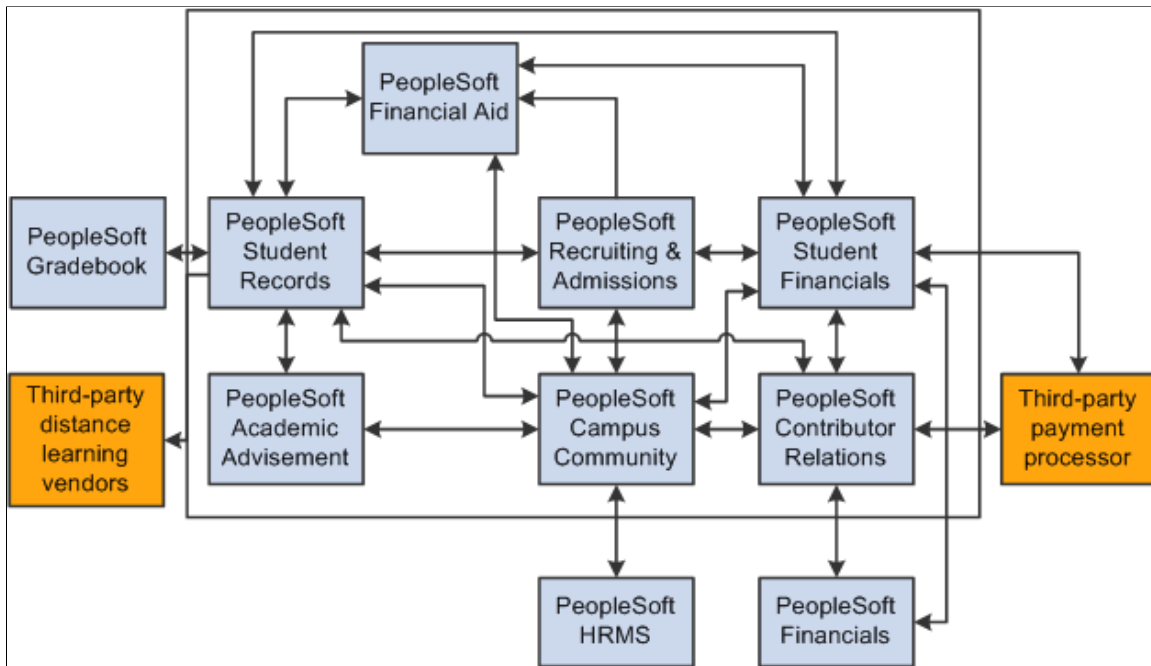 PeopleSoft
Financial Aid
PeopleSoft
Gradebook
PeopleSoft
Student
Records
PeopleSoft
Recruiting &
Admissions
PeopleSoft
Student
Financials
Third-party
distance
learning
vendors
PeopleSoft
Academic
Advisement
PeopleSoft
Campus
Community
PeopleSoft
Contributor
Relations
Third-party
payment
processor
PeopleSoft
HRMS
PeopleSoft
Financials